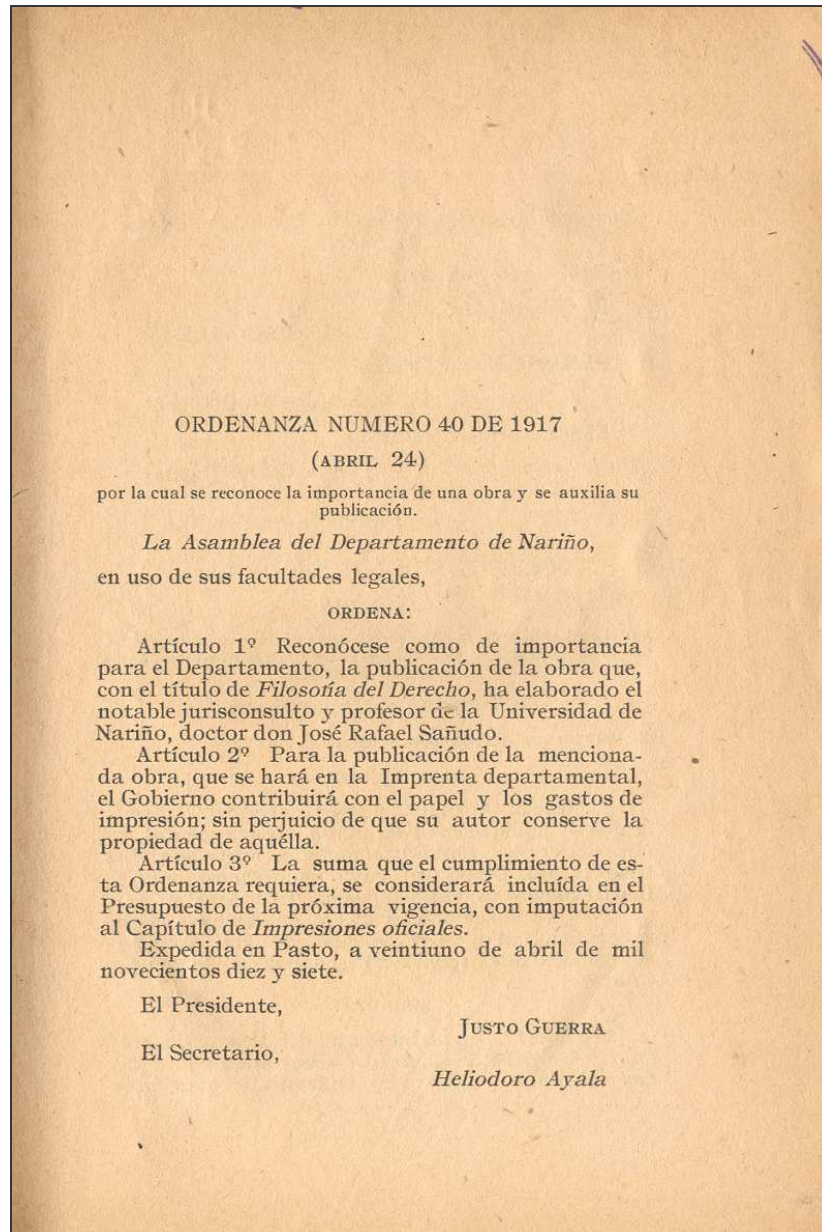 ORDENANZA NUMERO 40 DE 1917
(ABRIL 24)
por la cual se reconoce la importancia de una obra y se auxilia su
publicación.
La Asamblea del Departamento de Nariño,
en uso de sus facultades legales,
ORDENA:
Artículo 1º Reconócese como de importancia
para el Departamento, la publicación de la obra que,
con el título de Filosofía del Derecho, ha elaborado el
notable jurisconsulto y profesor de la Universidad de
Nariño, doctor don José Rafael Sañudo.
Artículo 2º Para la publicación de la menciona-
da obra, que se hará en la Imprenta departamental,
el Gobierno contribuirá con el papel y los gastos de
impresión; sin perjuicio de que su autor conserve la
propiedad de aquélla.
Artículo 3º La suma que el cumplimiento de es-
ta Ordenanza requiera, se considerará incluída en el
Presupuesto de la próxima vigencia, con imputación
al Capítulo de Impresiones oficiales.
Expedida en Pasto, a veintiuno de abril de mil
novecientos diez y siete.
El Presidente,
JUSTO GUERRA
El Secretario,
Heliodoro Ayala